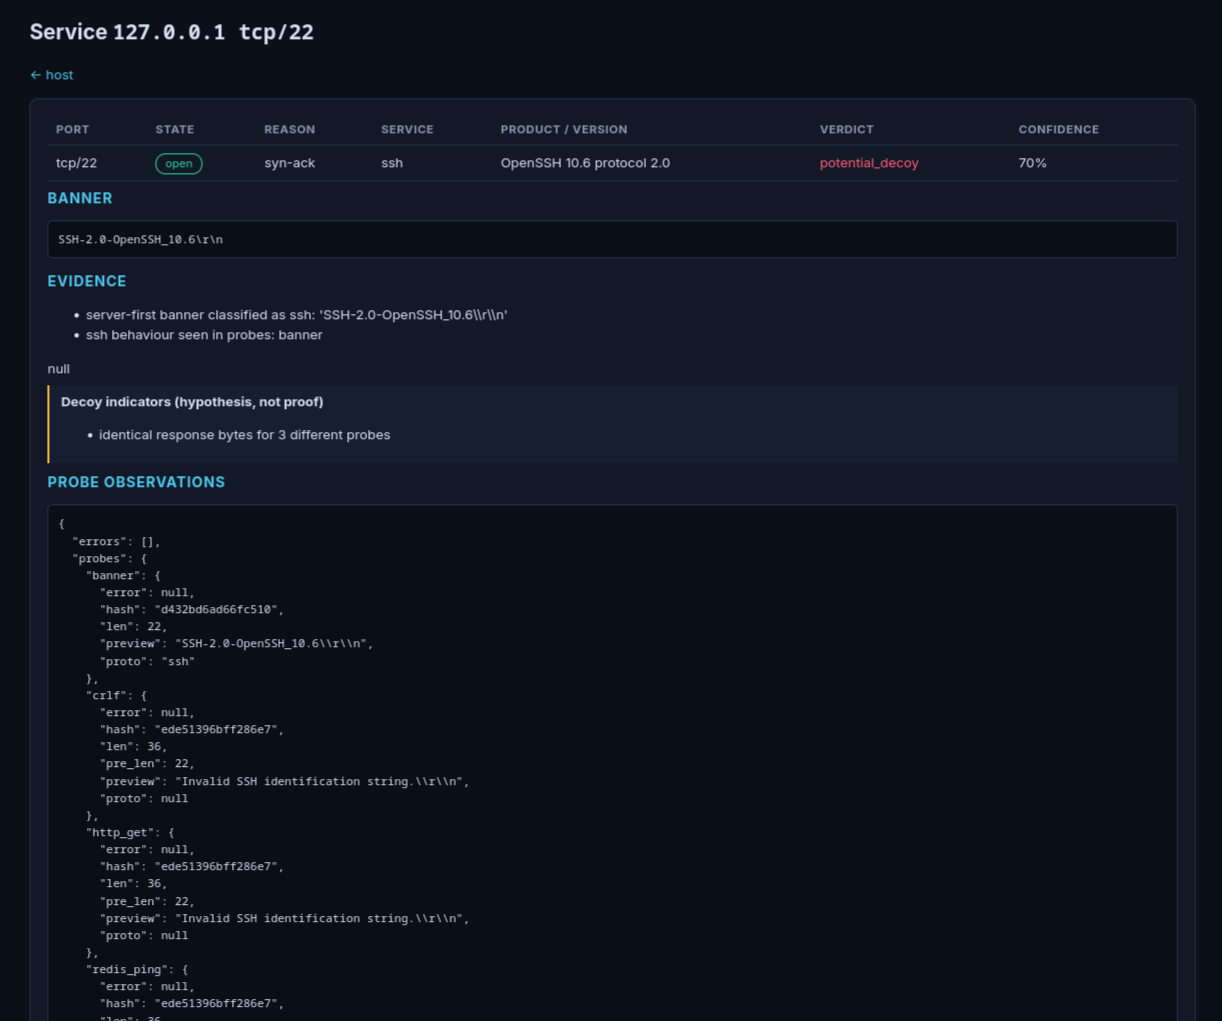 Service 127.0.0.1 tcp/22
← host
PORT STATE REASON SERVICE PRODUCT / VERSION VERDICT CONFIDENCE
tcp/22 open syn-ack ssh OpenSSH 10.6 protocol 2.0 potential_decoy 70%
BANNER
SSH-2.0-OpenSSH_10.6\r\n
EVIDENCE
• server-first banner classified as ssh: 'SSH-2.0-OpenSSH_10.6\\r\\n'
• ssh behaviour seen in probes: banner
null
Decoy indicators (hypothesis, not proof)
• identical response bytes for 3 different probes
PROBE OBSERVATIONS
{
"errors": [],
"probes": {
"banner": {
"error": null,
"hash": "d432bd6ad66fc510",
"len": 22,
"preview": "SSH-2.0-OpenSSH_10.6\\r\\n",
"proto": "ssh"
},
"crlf": {
"error": null,
"hash": "ede51396bff286e7",
"len": 36,
"pre_len": 22,
"preview": "Invalid SSH identification string.\\r\\n",
"proto": null
},
"http_get": {
"error": null,
"hash": "ede51396bff286e7",
"len": 36,
"pre_len": 22,
"preview": "Invalid SSH identification string.\\r\\n",
"proto": null
},
"redis_ping": {
"error": null,
"hash": "ede51396bff286e7",
"len": 36